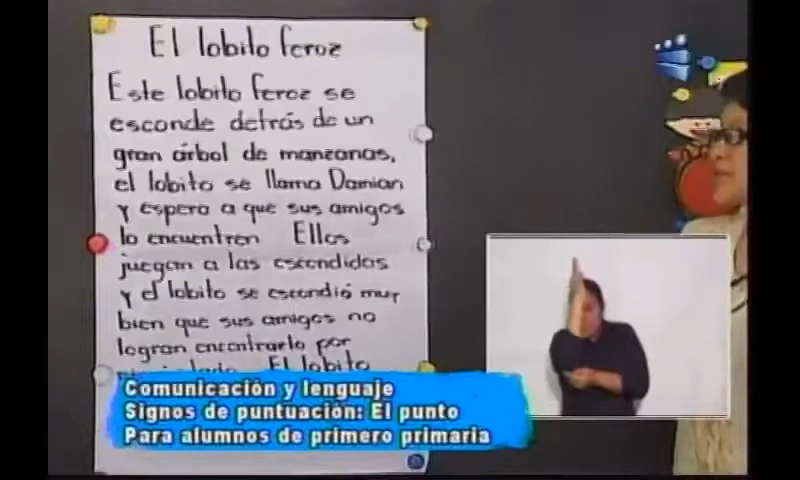 El lobito feroz
Este lobito feroz se
esconde detrás de un
gran árbol de manzanas,
el lobito se llama Damian
y espera a que sus amigos
lo encuentren Ellos
juegan a las escondidas
y el lobito se escondió muy
bien que sus amigos no
logran encontrarlo por
El lobito
Comunicación y lenguaje
Signos de puntuación: El punto
Para alumnos de primero primaria